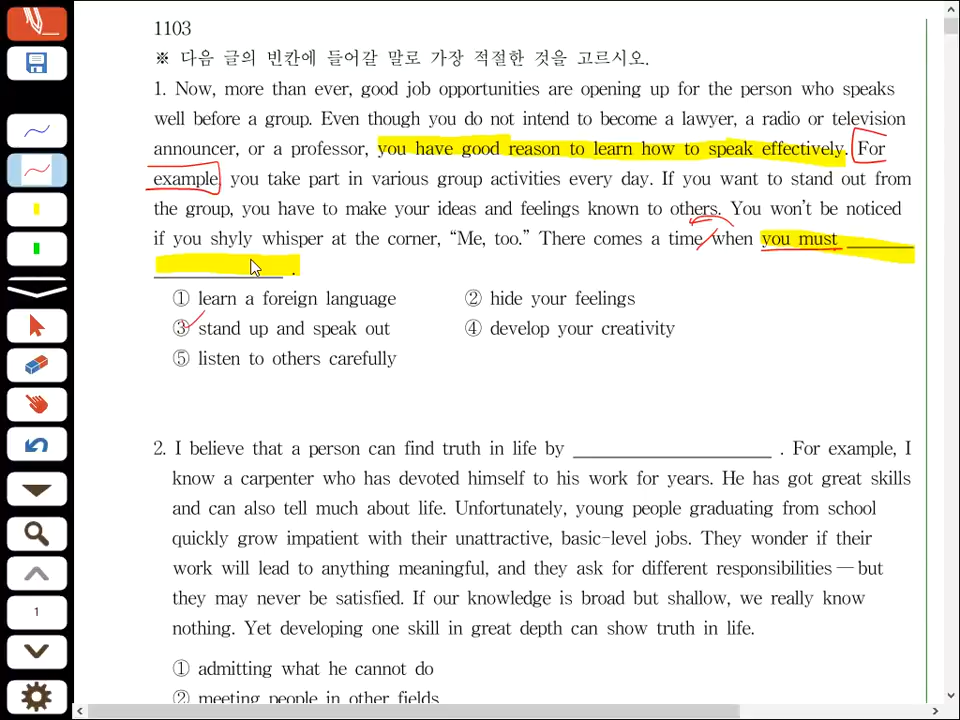 1103
※ 다음 글의 빈칸에 들어갈 말로 가장 적절한 것을 고르시오.
1. Now, more than ever, good job opportunities are opening up for the person who speaks
well before a group. Even though you do not intend to become a lawyer, a radio or television
announcer, or a professor, you have good reason to learn how to speak effectively. For
example, you take part in various group activities every day. If you want to stand out from
the group, you have to make your ideas and feelings known to others. You won't be noticed
if you shyly whisper at the corner, "Me, too." There comes a time when you must ________
________ .
① learn a foreign language ② hide your feelings
③ stand up and speak out ④ develop your creativity
⑤ listen to others carefully
2. I believe that a person can find truth in life by ________ . For example, I
know a carpenter who has devoted himself to his work for years. He has got great skills
and can also tell much about life. Unfortunately, young people graduating from school
quickly grow impatient with their unattractive, basic-level jobs. They wonder if their
work will lead to anything meaningful, and they ask for different responsibilities — but
they may never be satisfied. If our knowledge is broad but shallow, we really know
nothing. Yet developing one skill in great depth can show truth in life.
① admitting what he cannot do
② meeting people in other fields
1